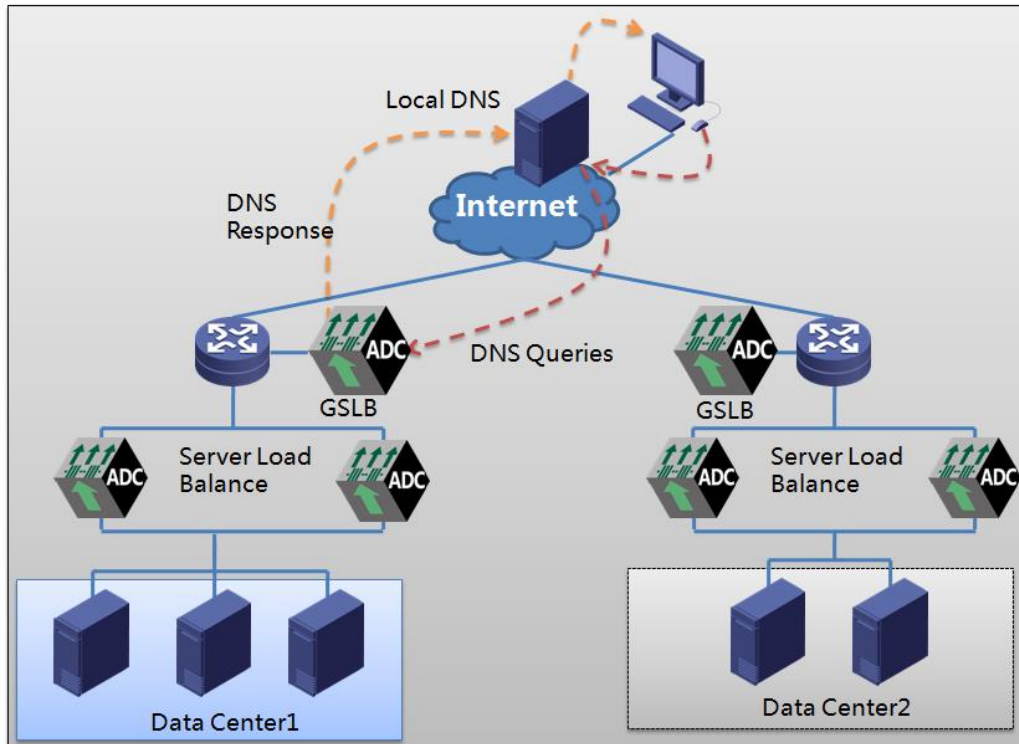 Local DNS
DNS
Response
Internet
ADC
DNS Queries
ADC
GSLB
GSLB
ADC
Server Load
Balance
ADC
ADC
Server Load
Balance
ADC
Data Center1
Data Center2